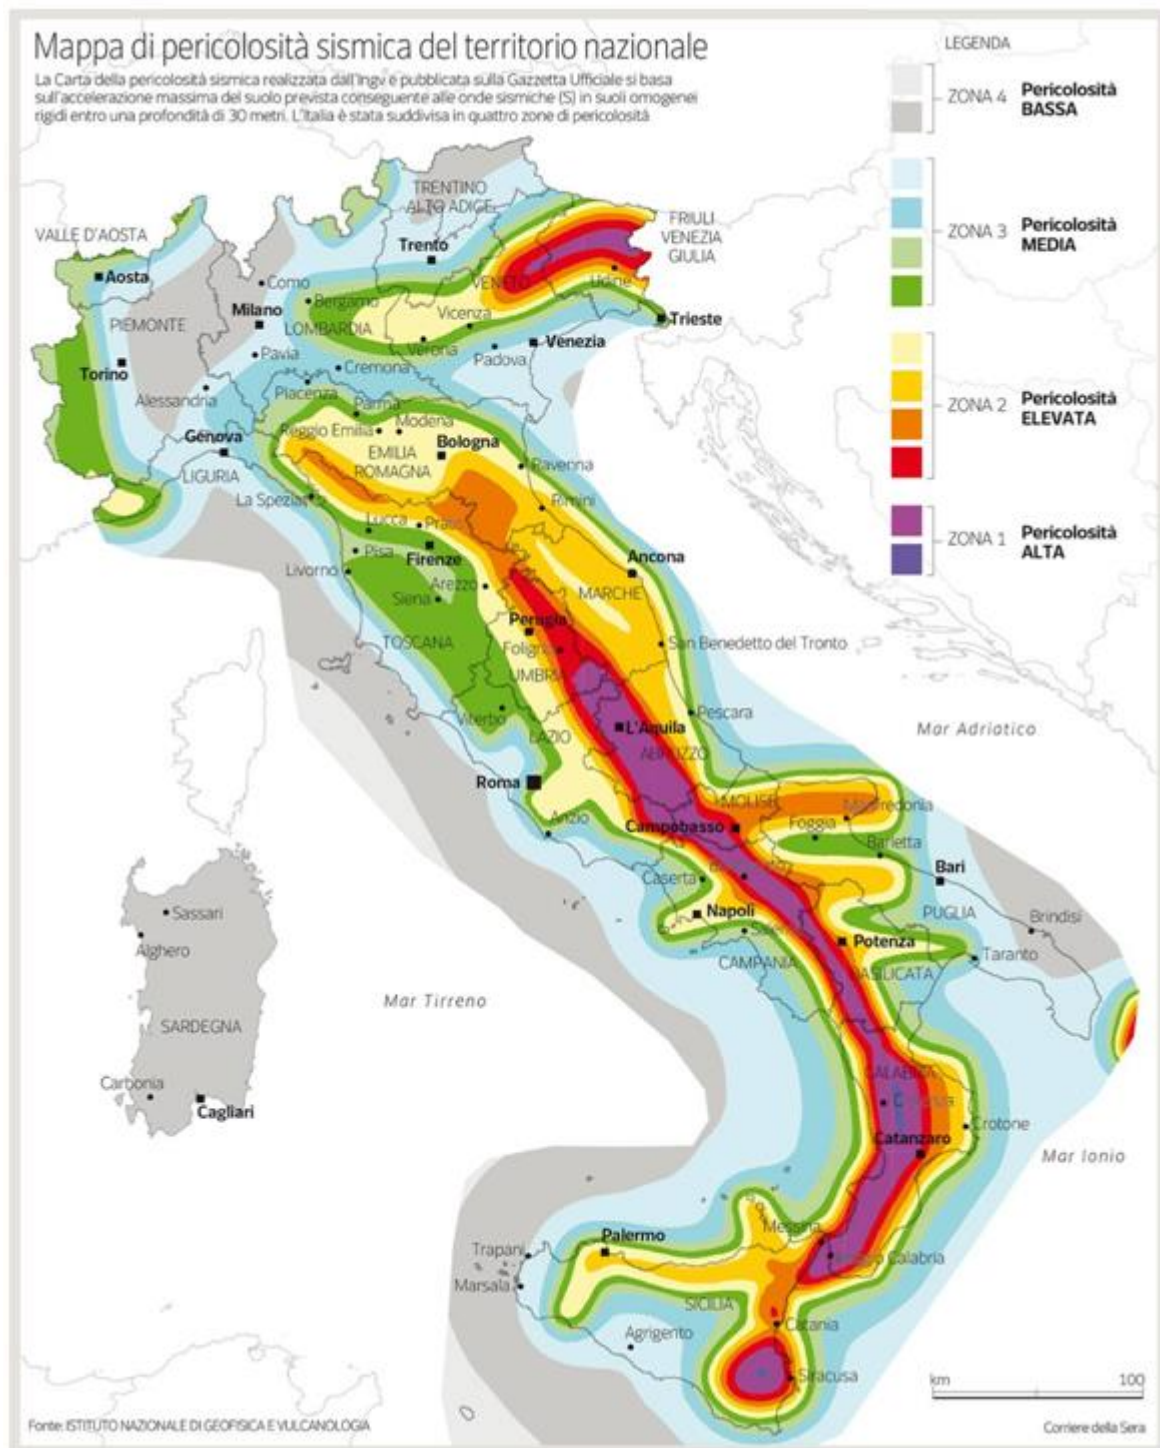 Mappa di pericolosità sismica del territorio nazionale
La Carta della pericolosità sismica realizzata dall'Ingv e pubblicata sulla Gazzetta Ufficiale si basa
sull'accelerazione massima del suolo prevista conseguente alle onde sismiche (S) in suoli omogenei
rigidi entro una profondità di 30 metri. L'Italia è stata suddivisa in quattro zone di pericolosità
LEGENDA
ZONA 4 Pericolosità
BASSA
ZONA 3 Pericolosità
MEDIA
ZONA 2 Pericolosità
ELEVATA
ZONA 1 Pericolosità
ALTA
TRENTINO
ALTO ADIGE
FRIULI
VENEZIA
GIULIA
VALLE D'AOSTA
Trento
Aosta
Como
VENETO
Udine
Bergamo
Milano
Vicenza
Trieste
PIEMONTE
LOMBARDIA
Verona
Venezia
Pavia
Padova
Torino
Cremona
Alessandria
Piacenza
Parma
Modena
Reggio Emilia
Genova
Bologna
EMILIA
ROMAGNA
Ravenna
LIGURIA
La Spezia
Rimini
Lucca
Prato
Pisa
Firenze
Ancona
Livorno
Arezzo
Siena
MARCHE
Perugia
TOSCANA
Foligno
San Benedetto del Tronto
UMBRIA
Viterbo
Pescara
L'Aquila
LAZIO
Mar Adriatico
ABRUZZO
Roma
MOLISE
Manfredonia
Anzio
Campobasso
Foggia
Barletta
Caserta
Bari
Napoli
PUGLIA
Brindisi
Sassari
Potenza
Alghero
Taranto
CAMPANIA
BASILICATA
Mar Tirreno
SARDEGNA
CALABRIA
Carbonia
Cagliari
Crotone
Catanzaro
Mar Ionio
Messina
Palermo
Trapani
Reggio Calabria
Marsala
SICILIA
Catania
Agrigento
Siracusa
km 100
Fonte: ISTITUTO NAZIONALE DI GEOFISICA E VULCANOLOGIA
Corriere della Sera